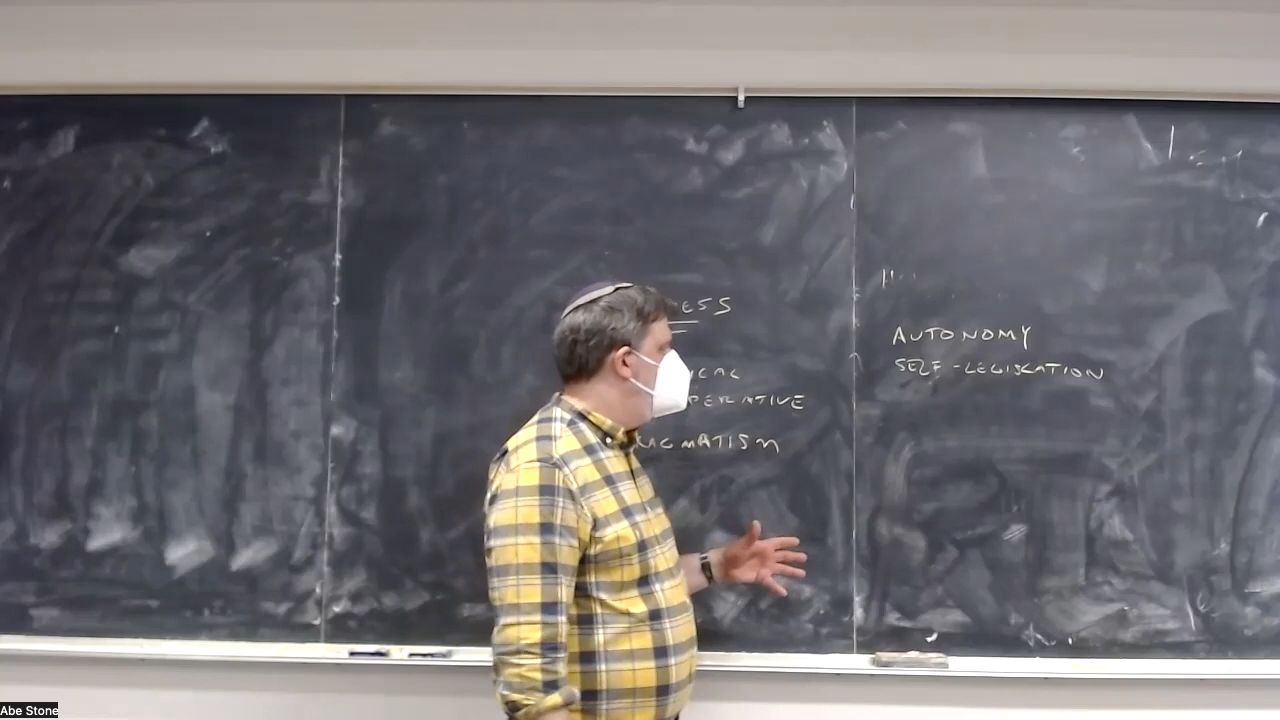 ESS
ICAL
PERATIVE
AGMATISM
AUTONOMY
SELF-LEGISLATION
Abe Stone